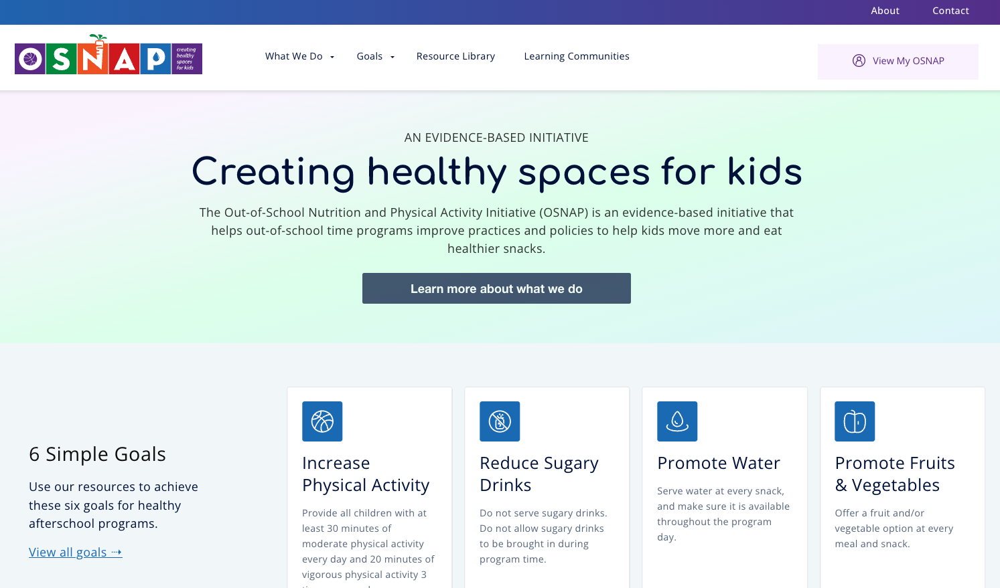 About
Contact
OSNAP
creating
healthy
spaces
for kids
What We Do
Goals
Resource Library
Learning Communities
View My OSNAP
AN EVIDENCE-BASED INITIATIVE
Creating healthy spaces for kids
The Out-of-School Nutrition and Physical Activity Initiative (OSNAP) is an evidence-based initiative that
helps out-of-school time programs improve practices and policies to help kids move more and eat
healthier snacks.
Learn more about what we do
6 Simple Goals
Use our resources to achieve
these six goals for healthy
afterschool programs.
View all goals
Increase
Physical Activity
Provide all children with at
least 30 minutes of
moderate physical activity
every day and 20 minutes of
vigorous physical activity 3
Reduce Sugary
Drinks
Do not serve sugary drinks.
Do not allow sugary drinks
to be brought in during
program time.
Promote Water
Serve water at every snack,
and make sure it is available
throughout the program
day.
Promote Fruits
& Vegetables
Offer a fruit and/or
vegetable option at every
meal and snack.